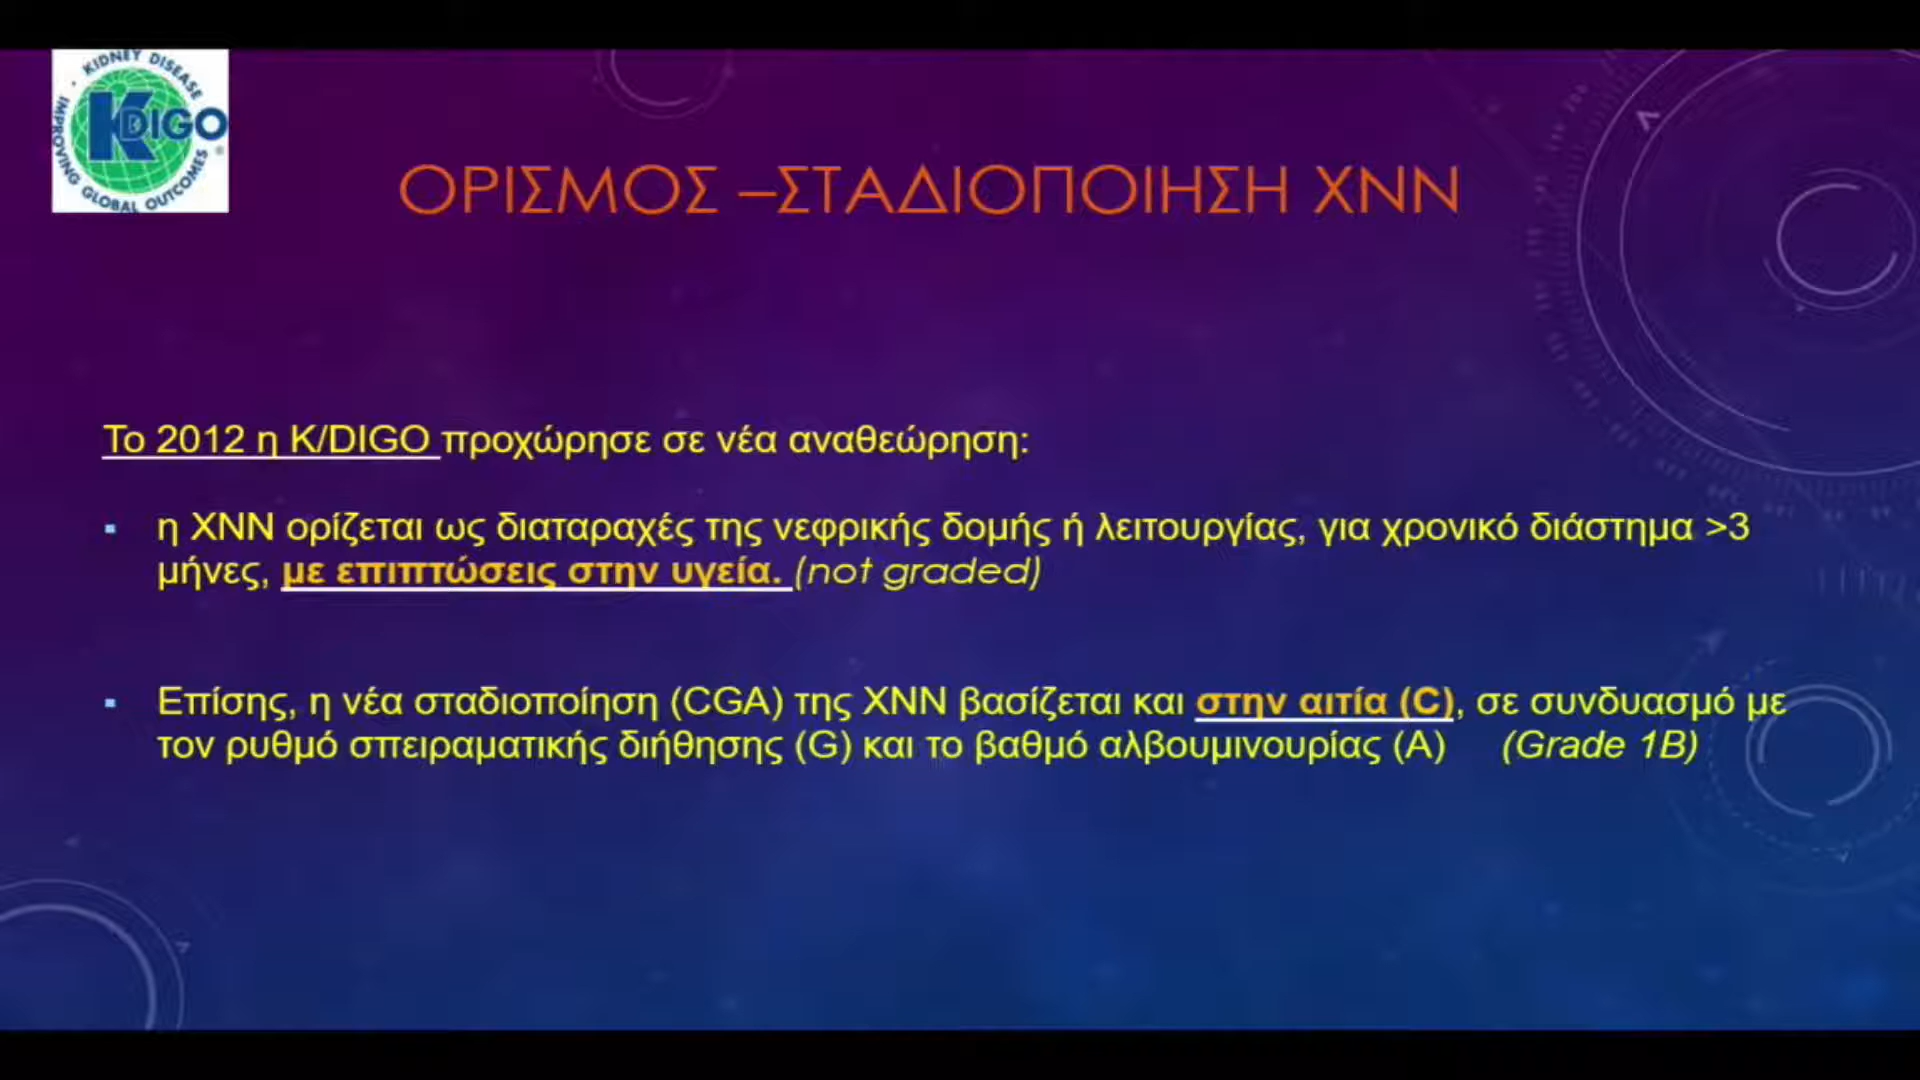 KIDNEY DISEASE
IMPROVING GLOBAL OUTCOMES
KDIGO
ΟΡΙΣΜΟΣ –ΣΤΑΔΙΟΠΟΙΗΣΗ ΧΝΝ
Το 2012 η K/DIGO προχώρησε σε νέα αναθεώρηση:
▪ η ΧΝΝ ορίζεται ως διαταραχές της νεφρικής δομής ή λειτουργίας, για χρονικό διάστημα >3
μήνες, με επιπτώσεις στην υγεία. (not graded)
▪ Επίσης, η νέα σταδιοποίηση (CGA) της ΧΝΝ βασίζεται και στην αιτία (C), σε συνδυασμό με
τον ρυθμό σπειραματικής διήθησης (G) και το βαθμό αλβουμινουρίας (Α) (Grade 1B)